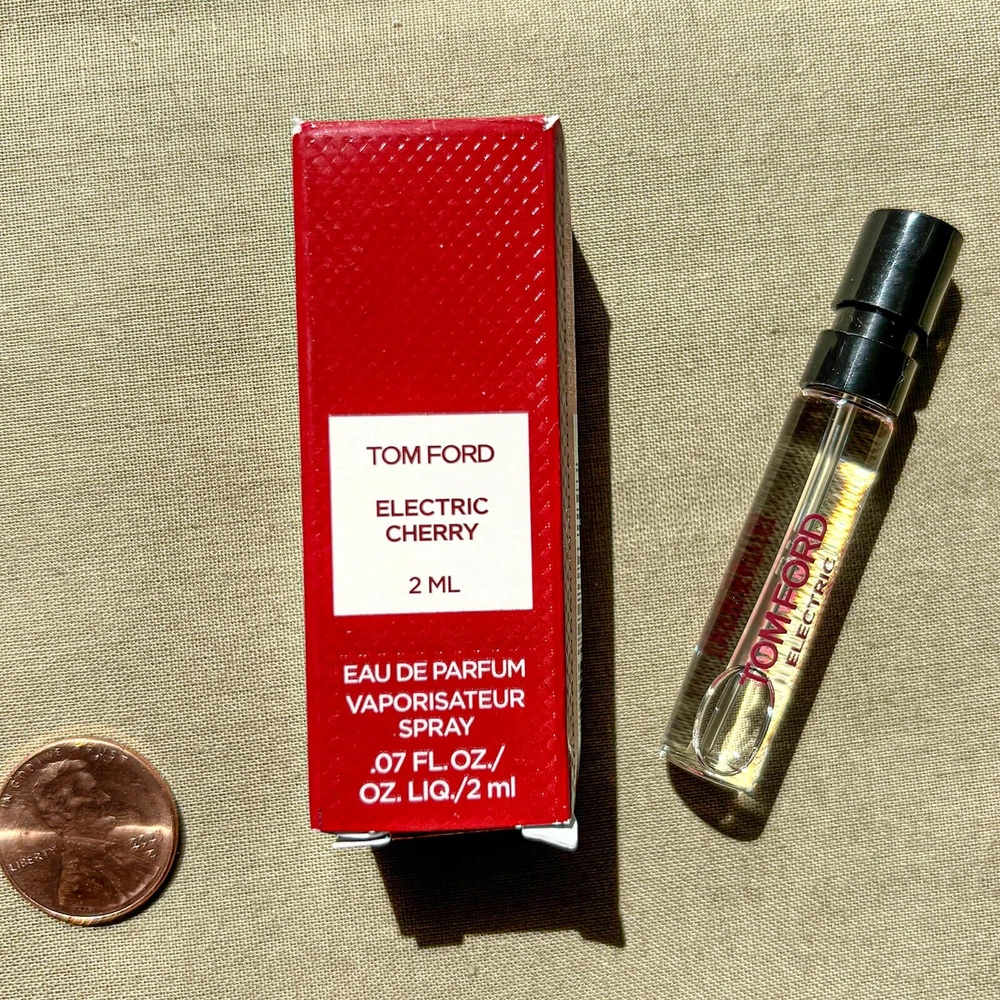 TOM FORD
ELECTRIC
CHERRY
2 ML
EAU DE PARFUM
VAPORISATEUR
SPRAY
.07 FL. OZ./
OZ. LIQ./2 ml
TOM FORD
ELECTRIC
LIBERTY